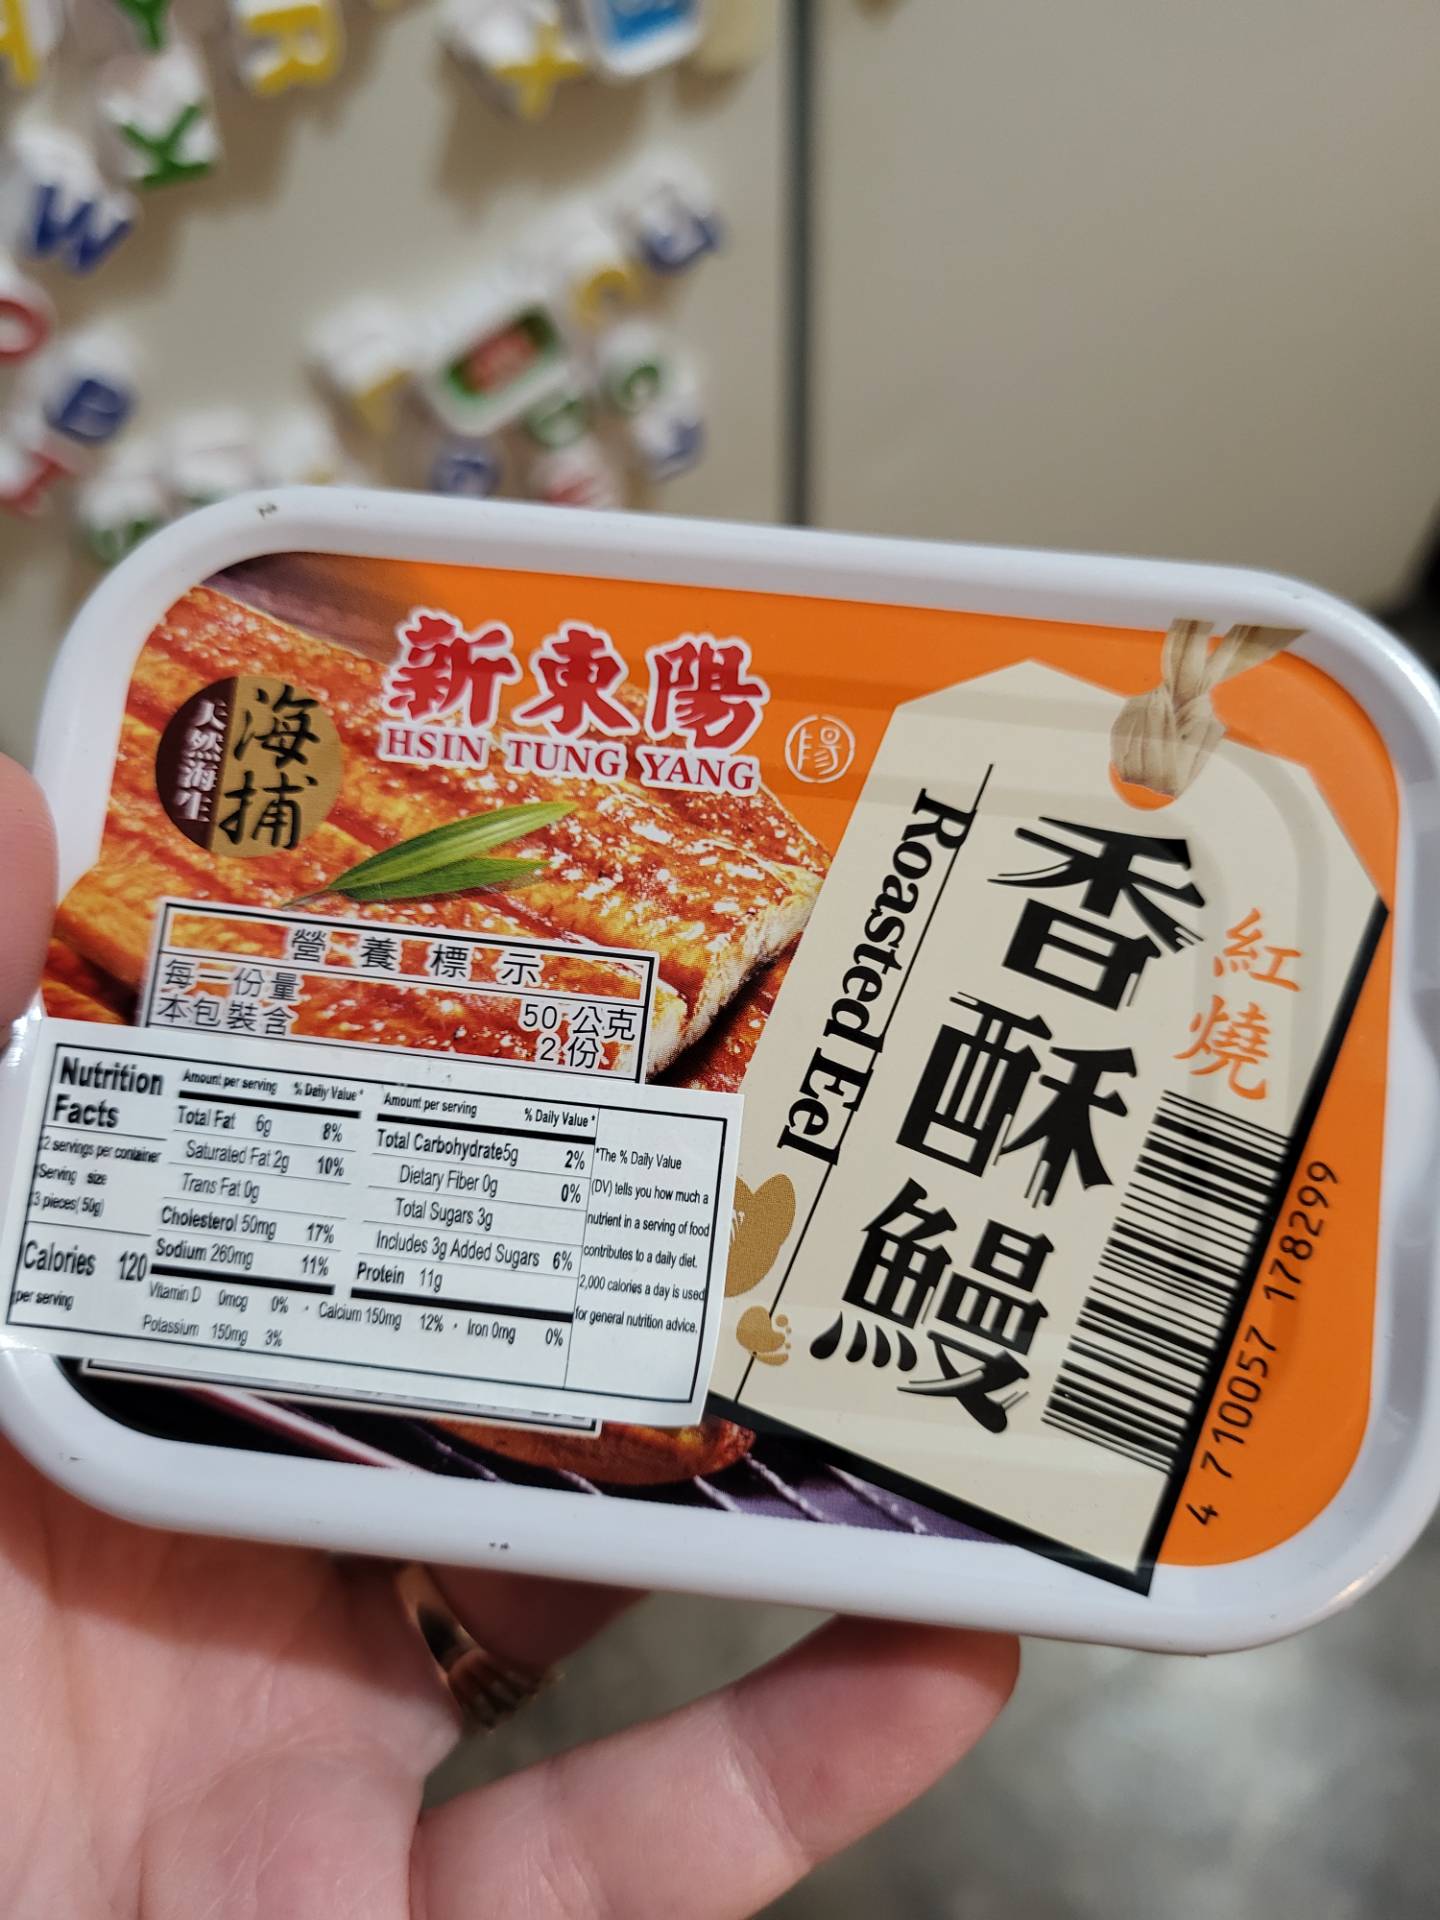 新東陽
HSIN TUNG YANG
陽
海捕
天然海生
紅燒
香酥鰻
Roasted Eel
營養標示
每一份量 50 公克
本包裝含 2 份
Nutrition Facts
2 servings per container
Serving size
3 pieces( 50g)
Calories 120
per serving
Amount per serving % Daily Value*
Total Fat 6g 8%
Saturated Fat 2g 10%
Trans Fat 0g
Cholesterol 50mg 17%
Sodium 260mg 11%
Amount per serving % Daily Value *
Total Carbohydrate5g 2%
Dietary Fiber 0g 0%
Total Sugars 3g
Includes 3g Added Sugars 6%
Protein 11g
Vitamin D 0mcg 0% · Calcium 150mg 12% · Iron 0mg 0%
Potassium 150mg 3%
*The % Daily Value
(DV) tells you how much a
nutrient in a serving of food
contributes to a daily diet.
2,000 calories a day is used
for general nutrition advice.
4 710057 178299
W
K
R
X